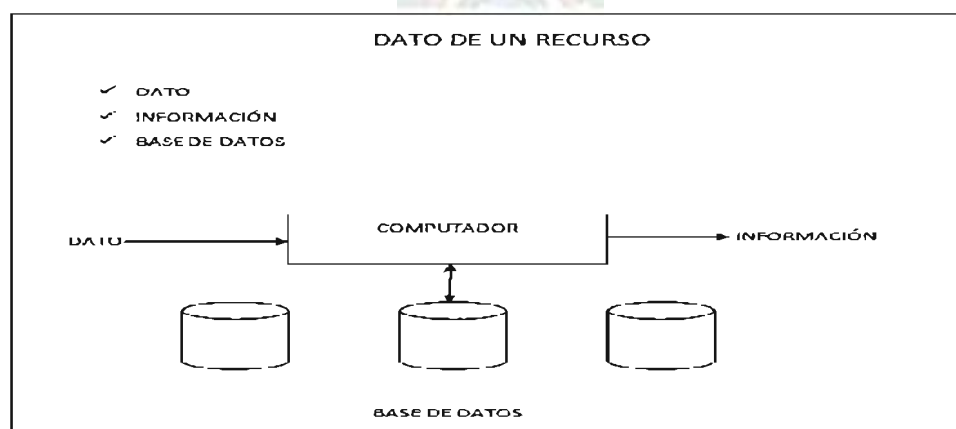 DATO DE UN RECURSO
✓ DATO
✓ INFORMACIÓN
✓ BASE DE DATOS
COMPUTADOR
DATO
INFORMACIÓN
BASE DE DATOS